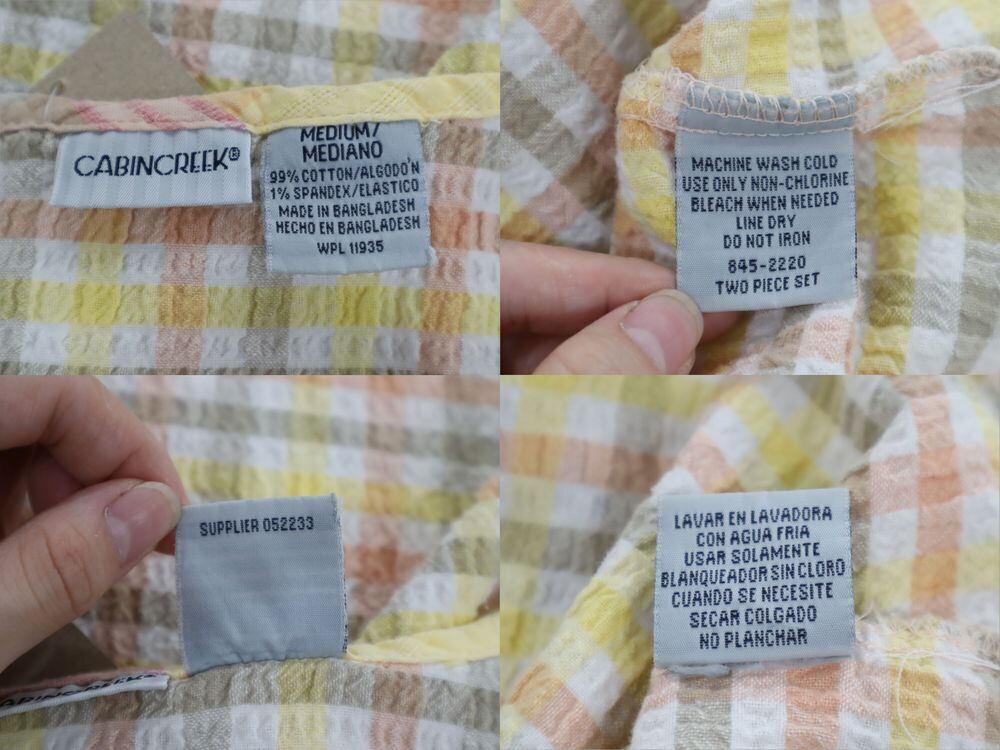 CABINCREEK®
MEDIUM/
MEDIANO
99% COTTON/ALGODO'N
1% SPANDEX/ELASTICO
MADE IN BANGLADESH
HECHO EN BANGLADESH
WPL 11935
MACHINE WASH COLD
USE ONLY NON-CHLORINE
BLEACH WHEN NEEDED
LINE DRY
DO NOT IRON
845-2220
TWO PIECE SET
SUPPLIER 052233
CABINCREEK
LAVAR EN LAVADORA
CON AGUA FRIA
USAR SOLAMENTE
BLANQUEADOR SIN CLORO
CUANDO SE NECESITE
SECAR COLGADO
NO PLANCHAR